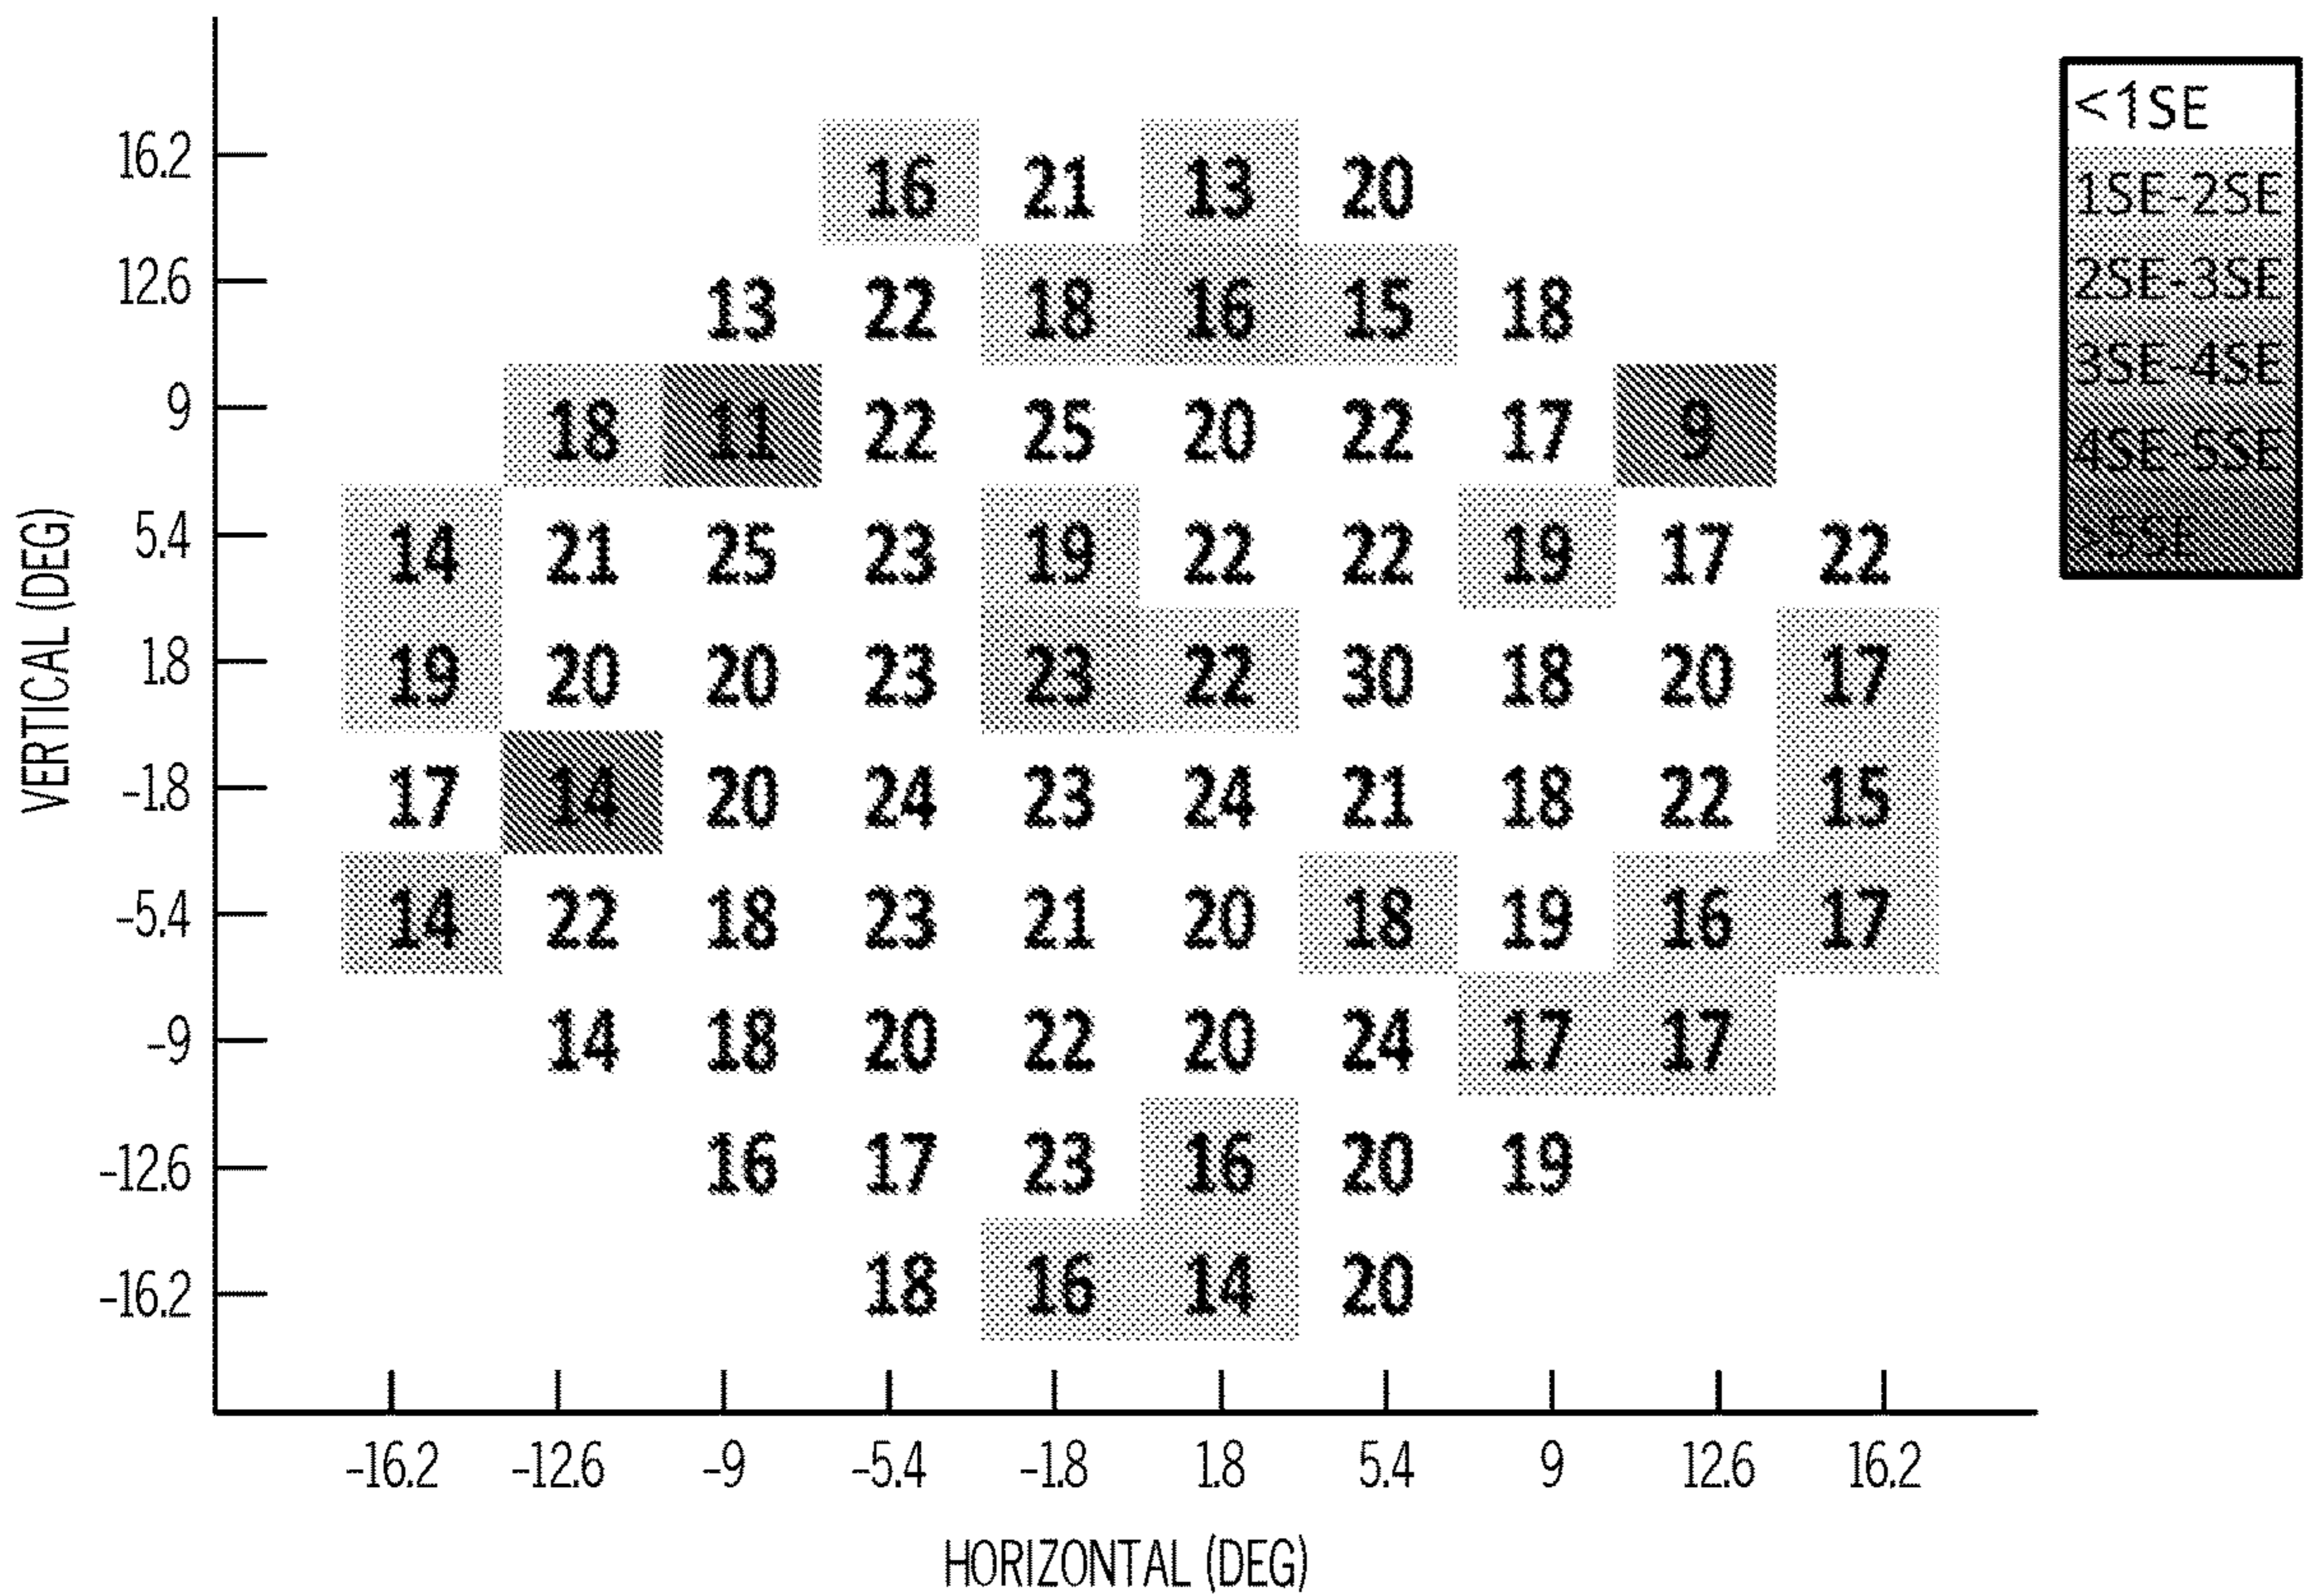 <1SE
1SE-2SE
2SE-3SE
3SE-4SE
4SE-5SE
>5SE
VERTICAL (DEG)
16.2 16 21 13 20
12.6 13 22 18 16 15 18
9 18 11 22 25 20 22 17 9
5.4 14 21 25 23 19 22 22 19 17 22
1.8 19 20 20 23 23 22 30 18 20 17
-1.8 17 14 20 24 23 24 21 18 22 15
-5.4 14 22 18 23 21 20 18 19 16 17
-9 14 18 20 22 20 24 17 17
-12.6 16 17 23 16 20 19
-16.2 18 16 14 20
-16.2 -12.6 -9 -5.4 -1.8 1.8 5.4 9 12.6 16.2
HORIZONTAL (DEG)